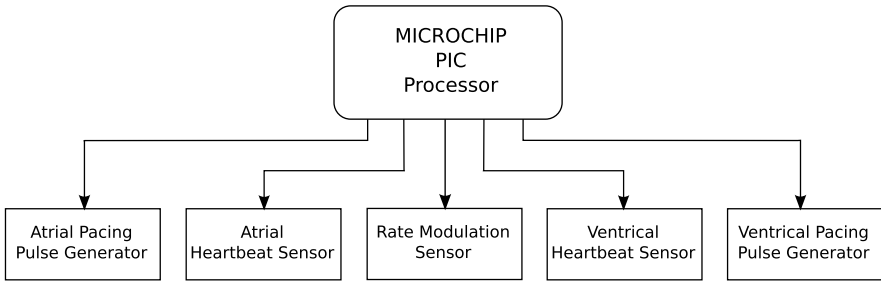 MICROCHIP
PIC
Processor
Atrial Pacing
Pulse Generator
Atrial
Heartbeat Sensor
Rate Modulation
Sensor
Ventrical
Heartbeat Sensor
Ventrical Pacing
Pulse Generator